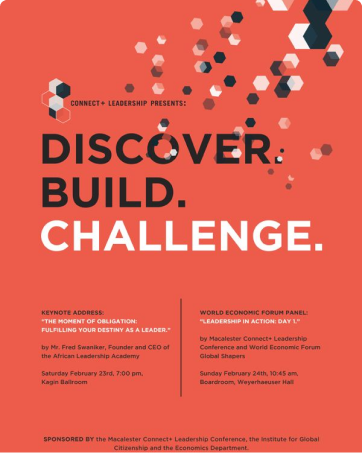 CONNECT+ LEADERSHIP PRESENTS:
DISCOVER.
BUILD.
CHALLENGE.
KEYNOTE ADDRESS:
"THE MOMENT OF OBLIGATION:
FULFILLING YOUR DESTINY AS A LEADER."
by Mr. Fred Swaniker, Founder and CEO of
the African Leadership Academy
Saturday February 23rd, 7:00 pm,
Kagin Ballroom
WORLD ECONOMIC FORUM PANEL:
"LEADERSHIP IN ACTION: DAY 1."
by Macalester Connect+ Leadership
Conference and World Economic Forum
Global Shapers
Sunday February 24th, 10:45 am,
Boardroom, Weyerhaeuser Hall
SPONSORED BY the Macalester Connect+ Leadership Conference, the Institute for Global
Citizenship and the Economics Department.